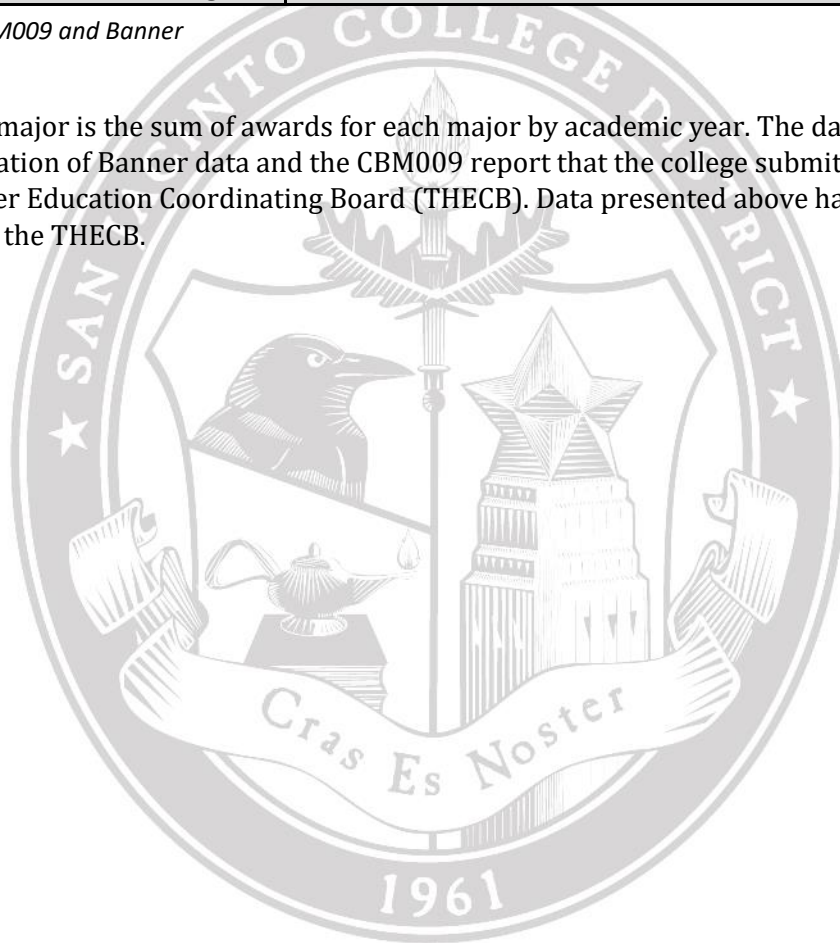 M009 and Banner
major is the sum of awards for each major by academic year. The da
ation of Banner data and the CBM009 report that the college submit
er Education Coordinating Board (THECB). Data presented above ha
the THECB.
SAN JACINTO COLLEGE DISTRICT
Cras Es Noster
1961